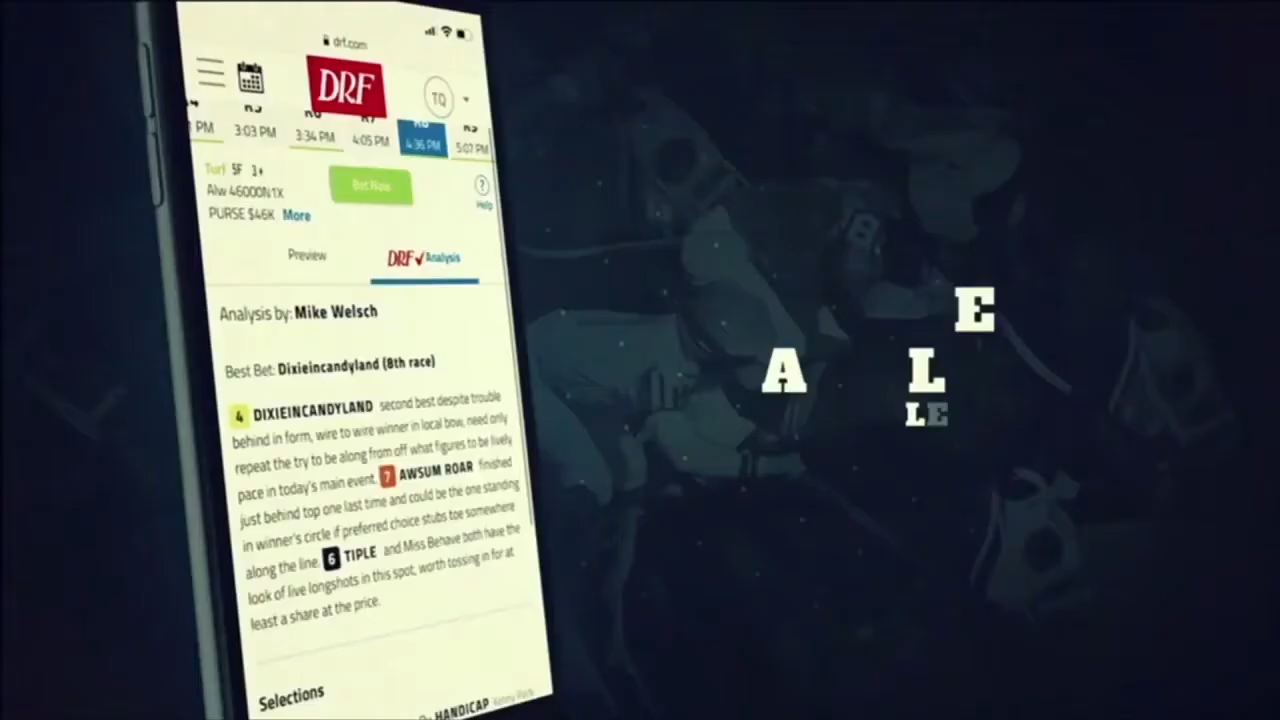 drf.com
DRF
TQ
PM 3:03 PM 3:34 PM 4:05 PM 4:36 PM 5:07 PM
Turf 5F 3+
Bet Now
?
Alw 46000N1X
Help
PURSE $46K More
Preview
DRF Analysis
Analysis by: Mike Welsch
Best Bet: Dixieincandyland (8th race)
4 DIXIEINCANDYLAND second best despite trouble
behind in form, wire to wire winner in local bow, need only
repeat the try to be along from off what figures to be lively
pace in today's main event. 7 AWSUM ROAR finished
just behind top one last time and could be the one standing
in winner's circle if preferred choice stubs toe somewhere
along the line. 6 TIPLE and Miss Behave both have the
look of live longshots in this spot, worth tossing in for at
least a share at the price.
Selections
HANDICAP
E
A L
LE